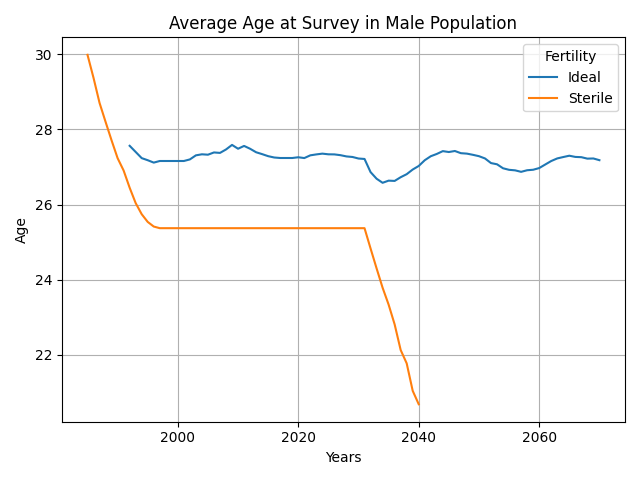 Average Age at Survey in Male Population
Fertility
Ideal
Sterile
Age
30
28
26
24
22
2000 2020 2040 2060
Years